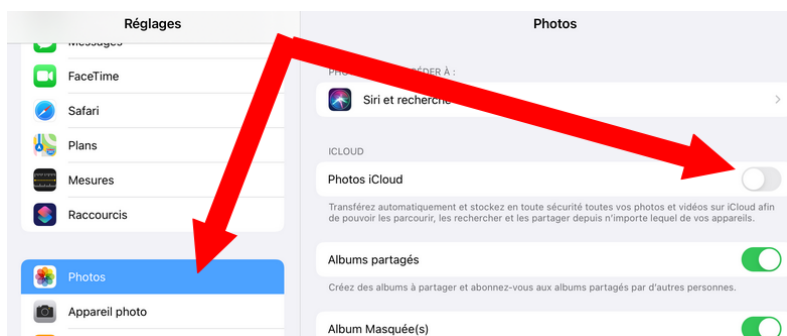 Réglages
Messages
FaceTime
Safari
Plans
Mesures
Raccourcis
Photos
Appareil photo
Photos
À :
Siri et recherche
ICLOUD
Photos iCloud
Transférez automatiquement et stockez en toute sécurité toutes vos photos et vidéos sur iCloud afin
de pouvoir les parcourir, les rechercher et les partager depuis n'importe lequel de vos appareils.
Albums partagés
Créez des albums à partager et abonnez-vous aux albums partagés par d'autres personnes.
Album Masquée(s)